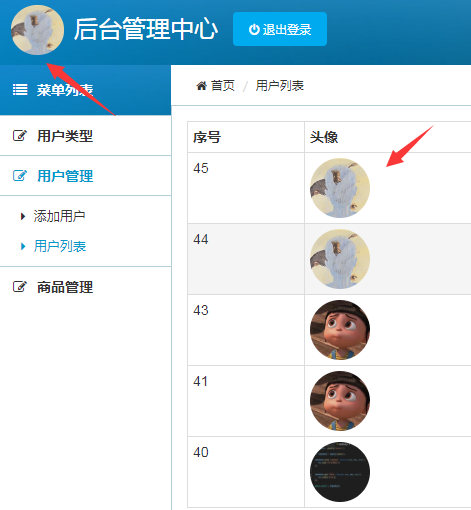 后台管理中心
退出登录
菜单列表
首页 / 用户列表
用户类型
用户管理
添加用户
用户列表
商品管理
序号 头像
45
44
43
41
40